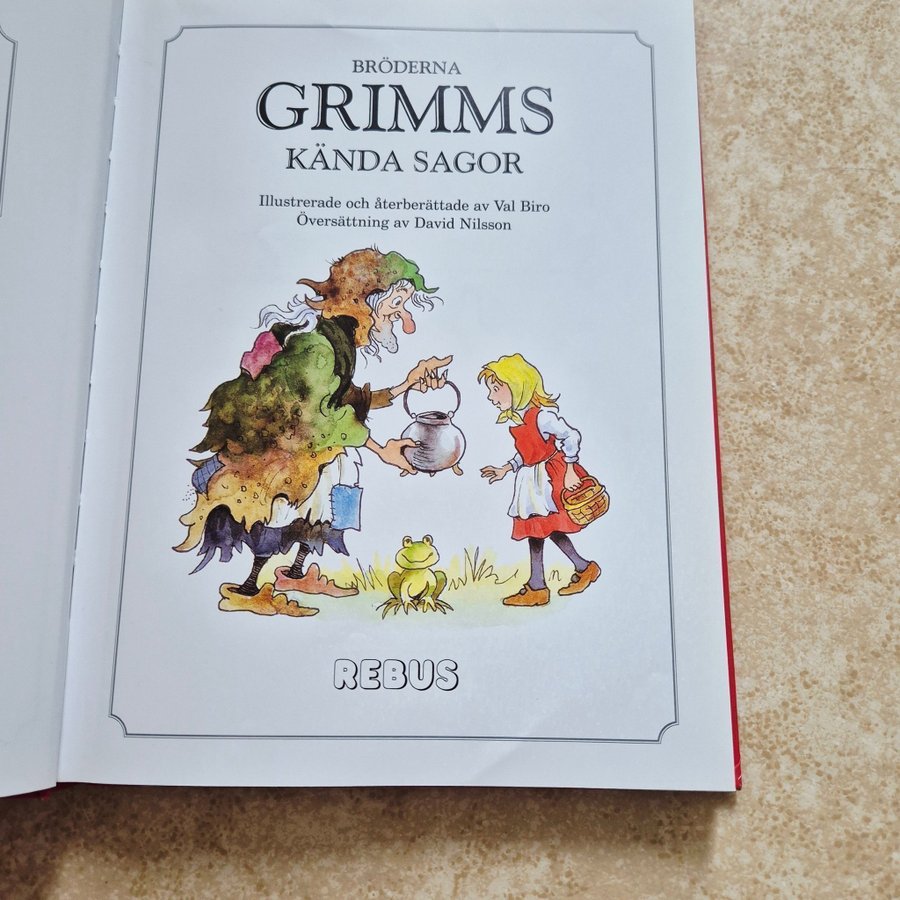 BRÖDERNA
GRIMMS
KÄNDA SAGOR
Illustrerade och återberättade av Val Biro
Översättning av David Nilsson
REBUS